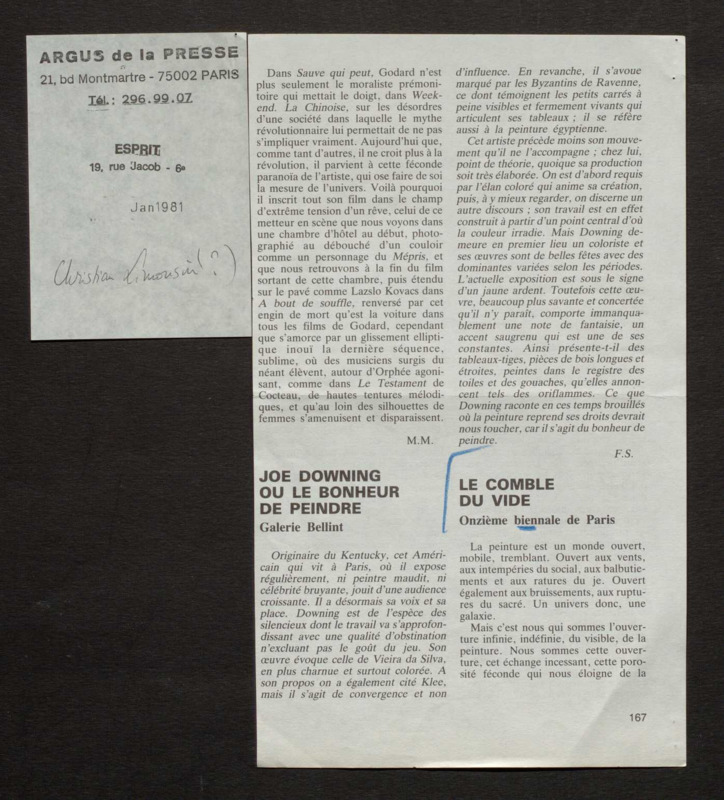 ARGUS de la PRESSE
21, bd Montmartre - 75002 PARIS
Tél.: 296.99.07
ESPRIT
19, rue Jacob - 6e
Jan1981
Christian Limousin ?)
Dans Sauve qui peut, Godard n'est
plus seulement le moraliste prémoni-
toire qui mettait le doigt, dans Week-
end. La Chinoise, sur les désordres
d'une société dans laquelle le mythe
révolutionnaire lui permettait de ne pas
s'impliquer vraiment. Aujourd'hui que,
comme tant d'autres, il ne croit plus à la
révolution, il parvient à cette féconde
paranoïa de l'artiste, qui ose faire de soi
la mesure de l'univers. Voilà pourquoi
il inscrit tout son film dans le champ
d'extrême tension d'un rêve, celui de ce
metteur en scène que nous voyons dans
une chambre d'hôtel au début, photo-
graphié au débouché d'un couloir
comme un personnage du Mépris, et
que nous retrouvons à la fin du film
sortant de cette chambre, puis étendu
sur le pavé comme Lazslo Kovacs dans
A bout de souffle, renversé par cet
engin de mort qu'est la voiture dans
tous les films de Godard, cependant
que s'amorce par un glissement ellipti-
que inouï la dernière séquence,
sublime, où des musiciens surgis du
néant élèvent, autour d'Orphée agoni-
sant, comme dans Le Testament de
Cocteau, de hautes tentures mélodi-
ques, et qu'au loin des silhouettes de
femmes s'amenuisent et disparaissent.
M.M.
JOE DOWNING
OU LE BONHEUR
DE PEINDRE
Galerie Bellint
Originaire du Kentucky, cet Améri-
cain qui vit à Paris, où il expose
régulièrement, ni peintre maudit, ni
célébrité bruyante, jouit d'une audience
croissante. Il a désormais sa voix et sa
place. Downing est de l'espèce des
silencieux dont le travail va s'approfon-
dissant avec une qualité d'obstination
n'excluant pas le goût du jeu. Son
œuvre évoque celle de Vieira da Silva,
en plus charnue et surtout colorée. A
son propos on a également cité Klee,
mais il s'agit de convergence et non
d'influence. En revanche, il s'avoue
marqué par les Byzantins de Ravenne,
ce dont témoignent les petits carrés à
peine visibles et fermement vivants qui
articulent ses tableaux ; il se réfère
aussi à la peinture égyptienne.
Cet artiste précède moins son mouve-
ment qu'il ne l'accompagne ; chez lui,
point de théorie, quoique sa production
soit très élaborée. On est d'abord requis
par l'élan coloré qui anime sa création,
puis, à y mieux regarder, on discerne un
autre discours ; son travail est en effet
construit à partir d'un point central d'où
la couleur irradie. Mais Downing de-
meure en premier lieu un coloriste et
ses œuvres sont de belles fêtes avec des
dominantes variées selon les périodes.
L'actuelle exposition est sous le signe
d'un jaune ardent. Toutefois cette œu-
vre, beaucoup plus savante et concertée
qu'il n'y paraît, comporte immanqua-
blement une note de fantaisie, un
accent saugrenu qui est une de ses
constantes. Ainsi présente-t-il des
tableaux-tiges, pièces de bois longues et
étroites, peintes dans le registre des
toiles et des gouaches, qu'elles annon-
cent tels des oriflammes. Ce que
Downing raconte en ces temps brouillés
où la peinture reprend ses droits devrait
nous toucher, car il s'agit du bonheur de
peindre.
F.S.
LE COMBLE
DU VIDE
Onzième biennale de Paris
La peinture est un monde ouvert,
mobile, tremblant. Ouvert aux vents,
aux intempéries du social, aux balbutie-
ments et aux ratures du je. Ouvert
également aux bruissements, aux ruptu-
res du sacré. Un univers donc, une
galaxie.
Mais c'est nous qui sommes l'ouver-
ture infinie, indéfinie, du visible, de la
peinture. Nous sommes cette ouver-
ture, cet échange incessant, cette poro-
sité féconde qui nous éloigne de la
167